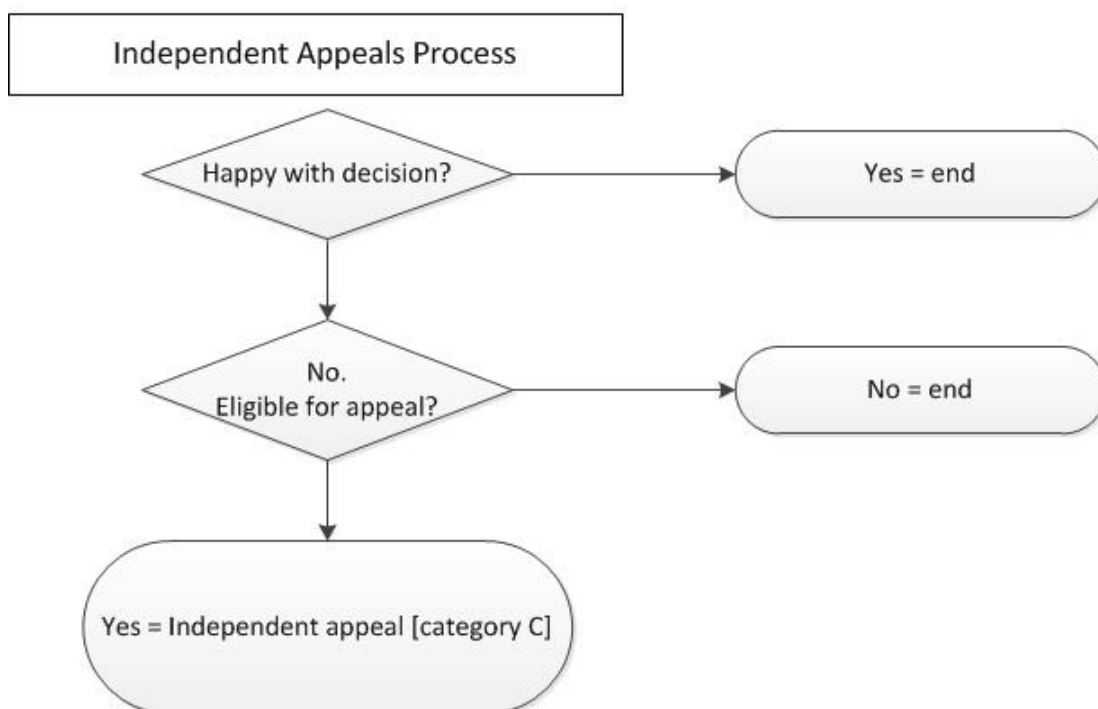 Independent Appeals Process
Happy with decision?
Yes = end
No.
Eligible for appeal?
No = end
Yes = Independent appeal [category C]